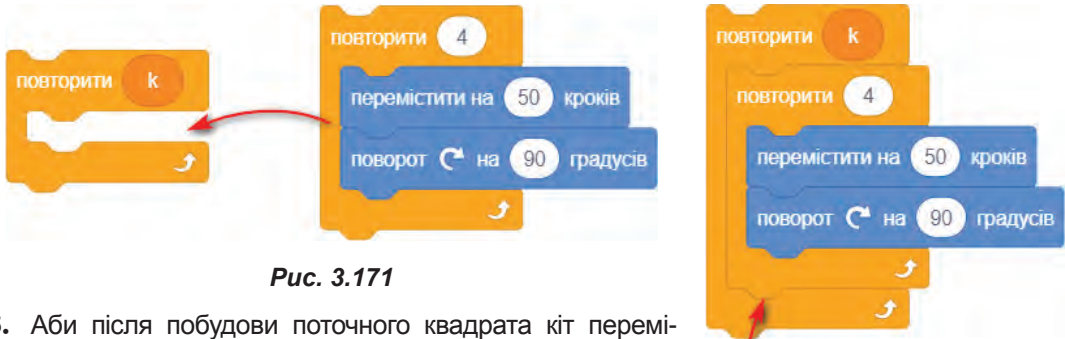 повторити k
повторити 4
перемістити на 50 кроків
поворот на 90 градусів
повторити k
повторити 4
перемістити на 50 кроків
поворот на 90 градусів
Рис. 3.171
Аби після побудови поточного квадрата кіт перемі-